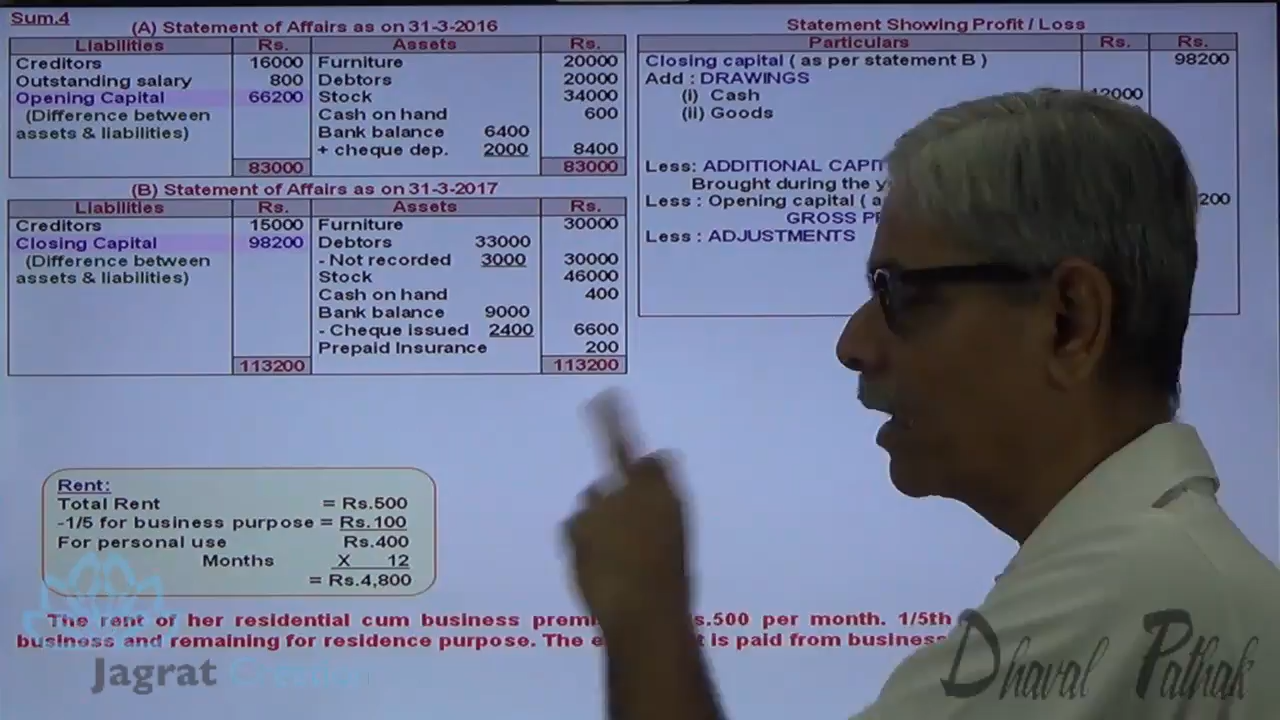 Sum.4
(A) Statement of Affairs as on 31-3-2016
Liabilities Rs. Assets Rs.
Creditors 16000 Furniture 20000
Outstanding salary 800 Debtors 20000
Opening Capital 66200 Stock 34000
(Difference between Cash on hand 600
assets & liabilities) Bank balance 6400
+ cheque dep. 2000 8400
83000 83000
(B) Statement of Affairs as on 31-3-2017
Liabilities Rs. Assets Rs.
Creditors 15000 Furniture 30000
Closing Capital 98200 Debtors 33000
(Difference between - Not recorded 3000 30000
assets & liabilities) Stock 46000
Cash on hand 400
Bank balance 9000
- Cheque issued 2400 6600
Prepaid Insurance 200
113200 113200
Statement Showing Profit / Loss
Particulars Rs. Rs.
Closing capital ( as per statement B ) 98200
Add : DRAWINGS
(i) Cash 12000
(ii) Goods
Less: ADDITIONAL
Brought during the
Less : Opening capital (
GROSS
Less : ADJUSTMENTS
Rent:
Total Rent = Rs.500
-1/5 for business purpose = Rs.100
For personal use Rs.400
Months X 12
= Rs.4,800
The rent of her residential cum business Rs.500 per month. 1/5th
business and remaining for residence purpose. The is paid from business
Jagrat Creation
Dhaval Pathak